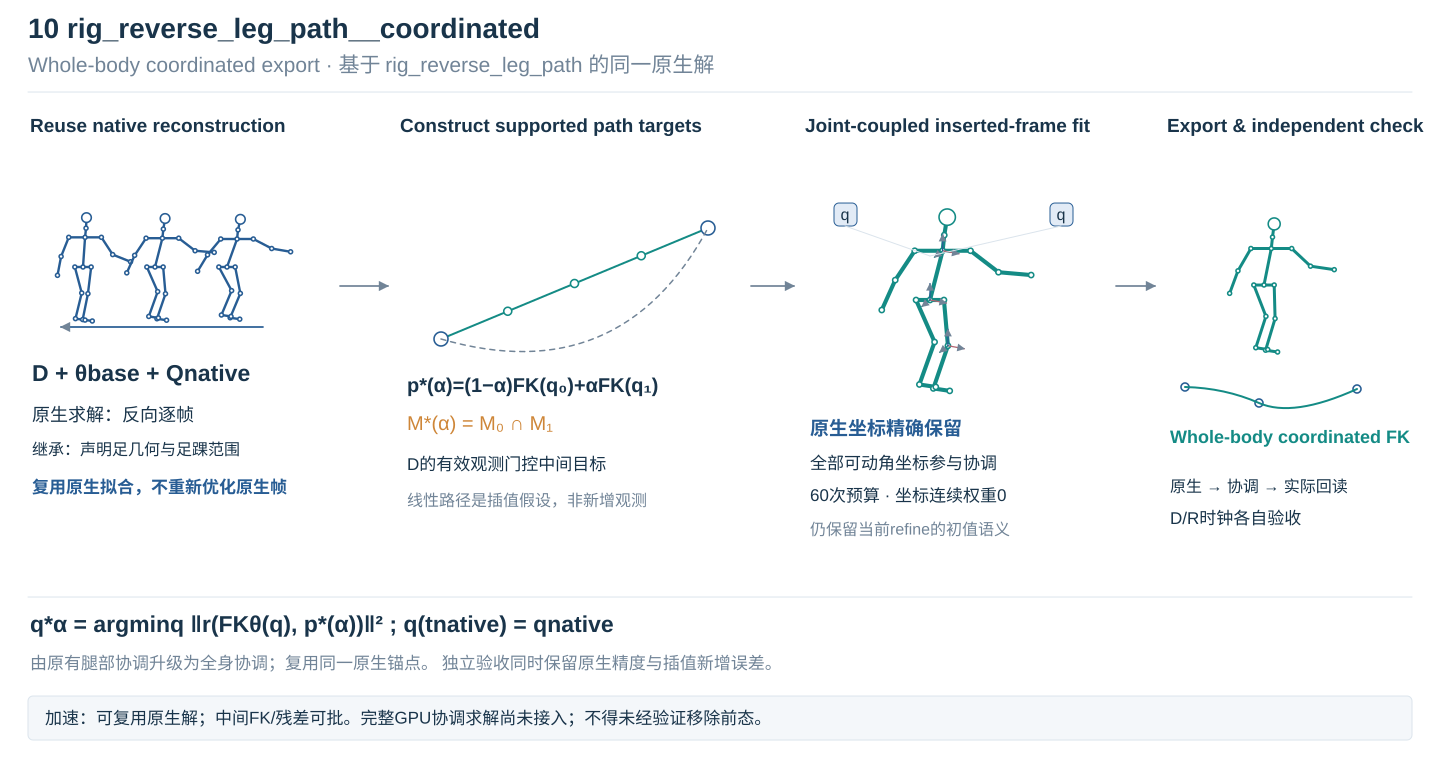 10 rig_reverse_leg_path__coordinated
Whole-body coordinated export · 基于 rig_reverse_leg_path 的同一原生解
Reuse native reconstruction
Construct supported path targets
Joint-coupled inserted-frame fit
Export & independent check
D + θbase + Qnative
原生求解：反向逐帧
继承：声明足几何与足踝范围
复用原生拟合，不重新优化原生帧
p*(α)=(1−α)FK(q₀)+αFK(q₁)
M*(α) = M₀ ∩ M₁
D的有效观测门控中间目标
线性路径是插值假设，非新增观测
q
q
原生坐标精确保留
全部可动角坐标参与协调
60次预算 · 坐标连续权重0
仍保留当前refine的初值语义
Whole-body coordinated FK
原生 → 协调 → 实际回读
D/R时钟各自验收
q*α = argminq ‖r(FKθ(q), p*(α))‖² ; q(tnative) = qnative
由原有腿部协调升级为全身协调；复用同一原生锚点。 独立验收同时保留原生精度与插值新增误差。
加速：可复用原生解；中间FK/残差可批。完整GPU协调求解尚未接入；不得未经验证移除前态。